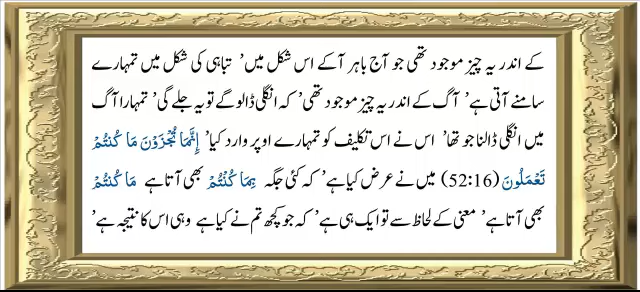 کے اندر یہ چیز موجود تھی جو آج باہر آ کے اس شکل میں' تباہی کی شکل میں تمہارے
سامنے آتی ہے' آگ کے اندر یہ چیز موجود تھی' کہ انگلی ڈالو گے تو یہ جلے گی' تمہارا آگ
میں انگلی ڈالنا جو تھا' اس نے اس تکلیف کو تمہارے اوپر وارد کیا' إِنَّمَا تُجْزَوْنَ مَا كُنتُمْ
تَعْمَلُونَ (52:16) میں نے عرض کیا ہے' کہ کئی جگہ بِمَا كُنْتُمْ بھی آتا ہے مَا كُنْتُمْ
بھی آتا ہے' معنی کے لحاظ سے تو ایک ہی ہے' کہ جو کچھ تم نے کیا ہے وہی اس کا نتیجہ ہے'